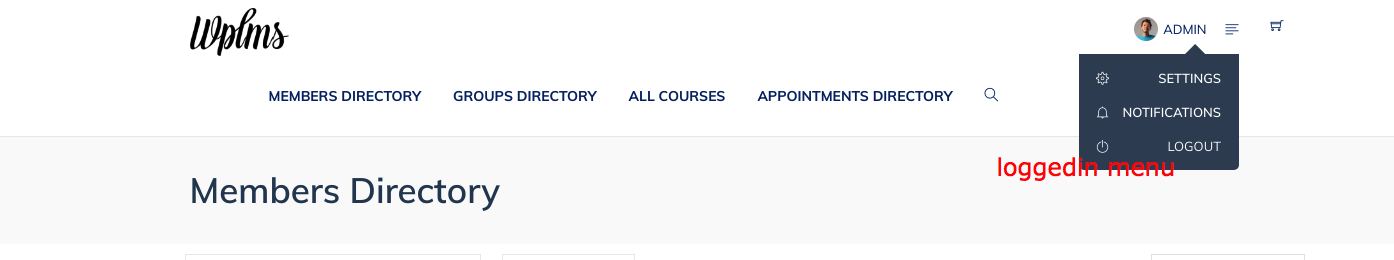 Wplms
ADMIN
MEMBERS DIRECTORY GROUPS DIRECTORY ALL COURSES APPOINTMENTS DIRECTORY
SETTINGS
NOTIFICATIONS
LOGOUT
loggedin menu
Members Directory